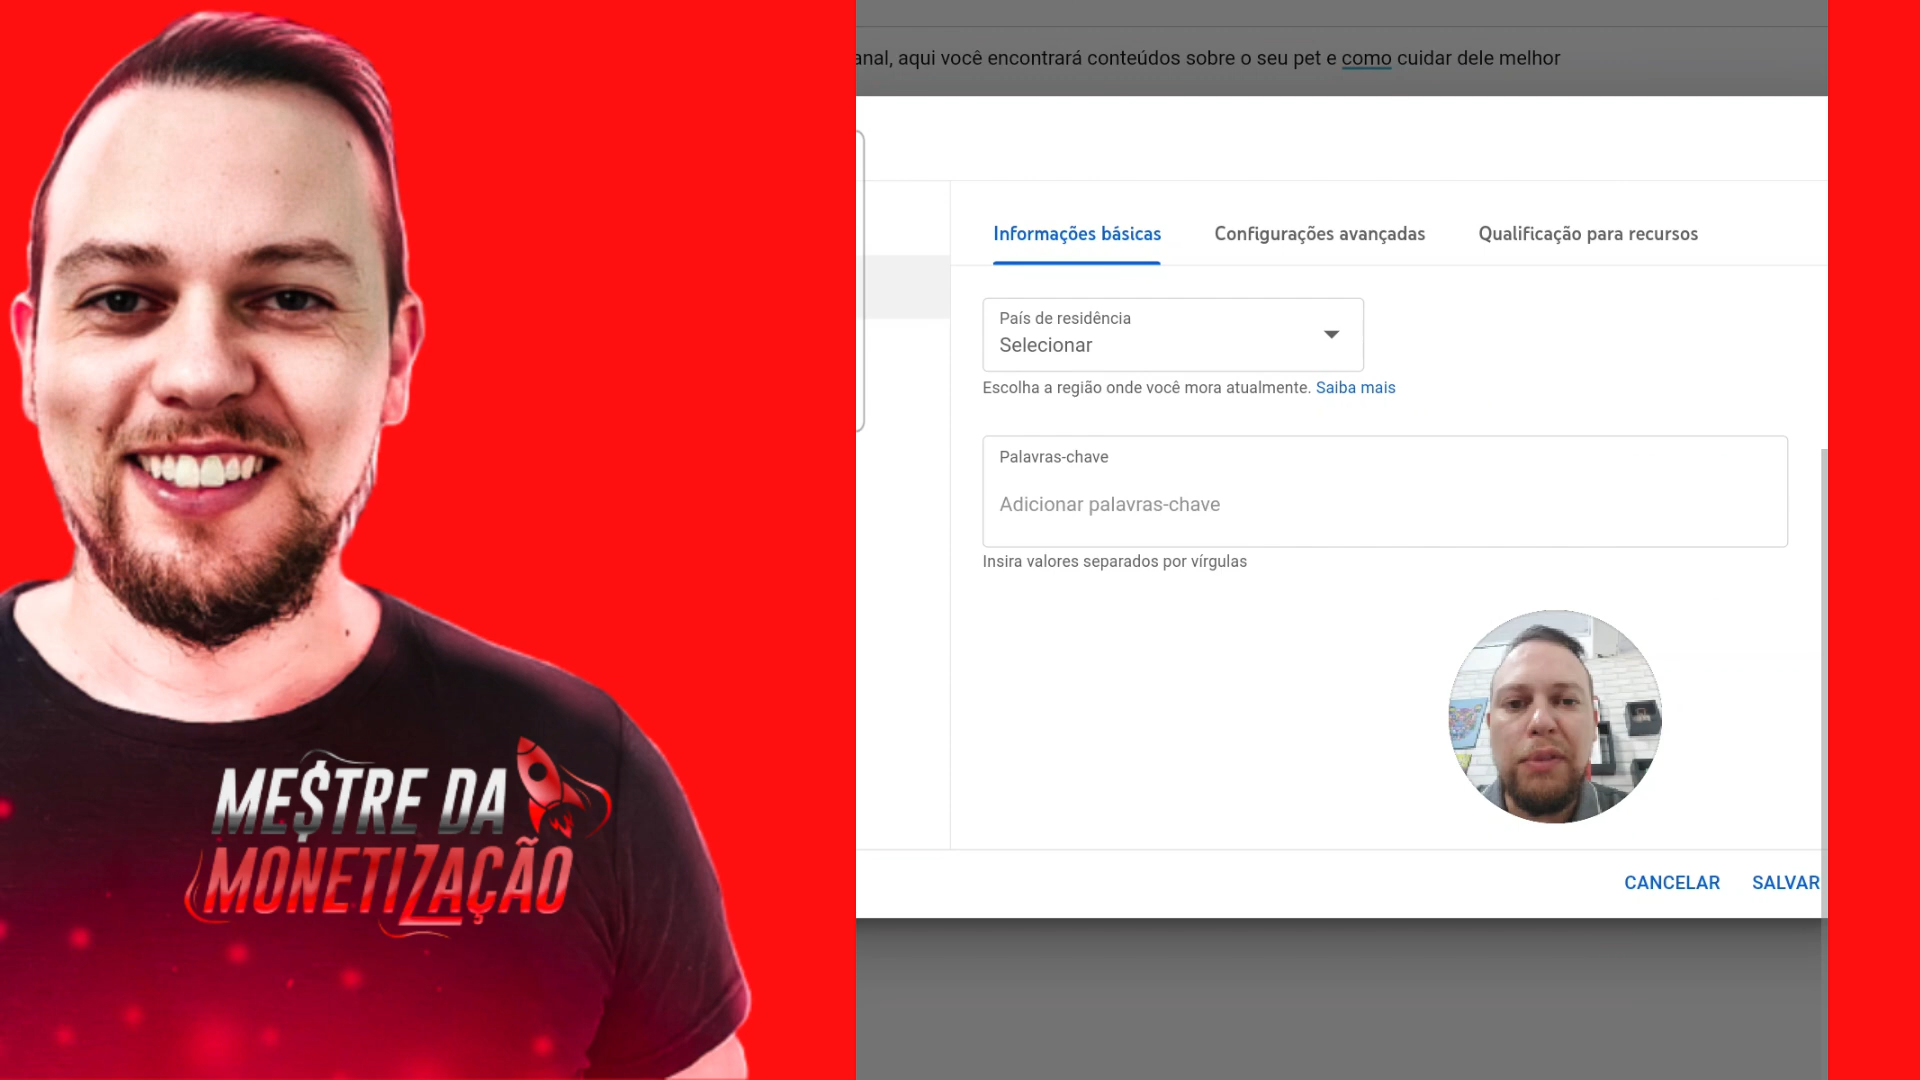 anal, aqui você encontrará conteúdos sobre o seu pet e como cuidar dele melhor
Informações básicas
Configurações avançadas
Qualificação para recursos
País de residência
Selecionar
Escolha a região onde você mora atualmente. Saiba mais
Palavras-chave
Adicionar palavras-chave
Insira valores separados por vírgulas
CANCELAR
SALVAR
ME$TRE DA
MONETIZAÇÃO